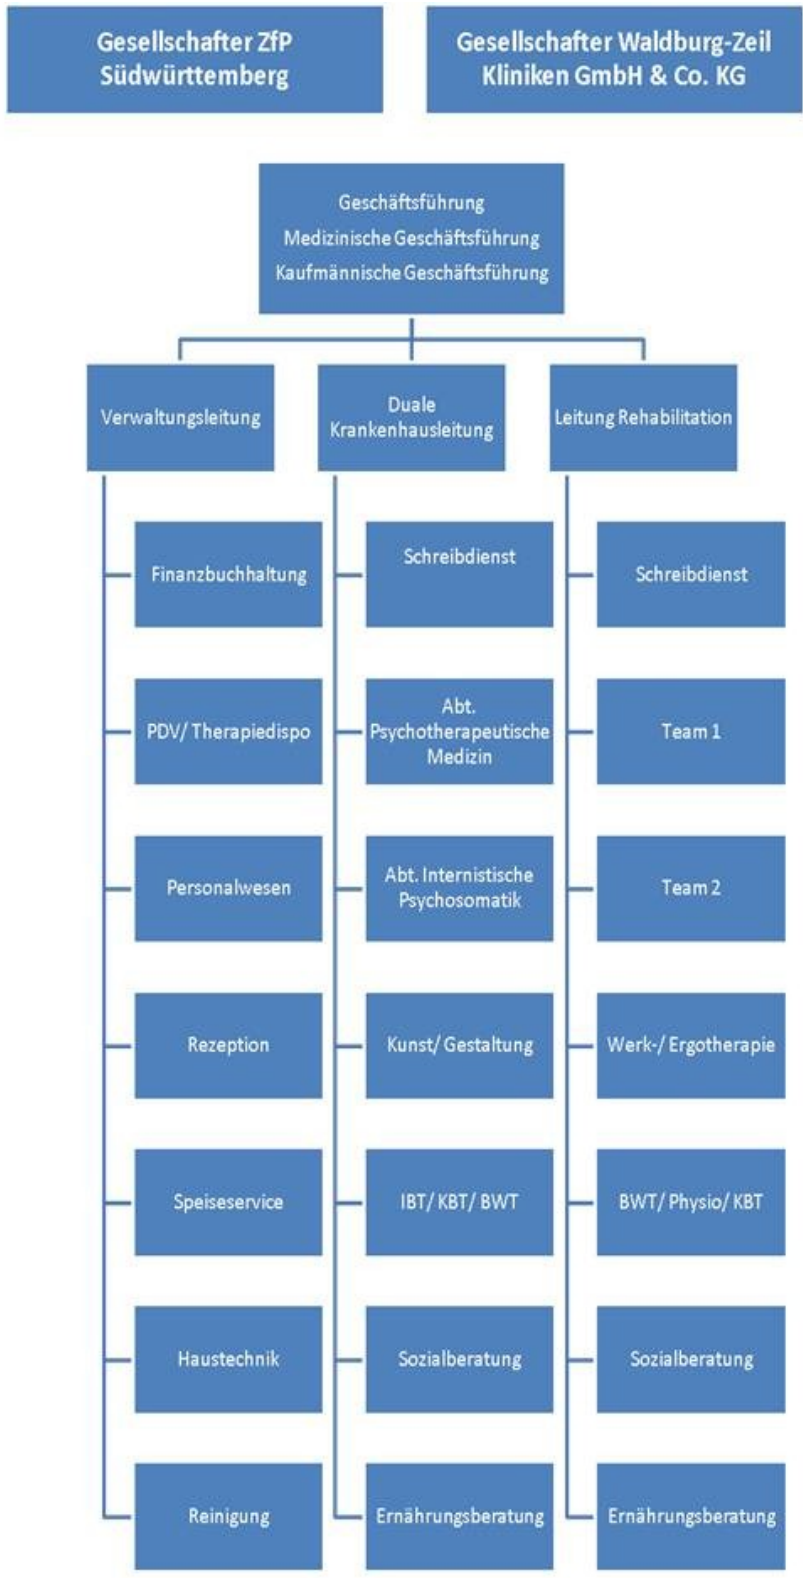 Gesellschafter ZfP
Südwürttemberg
Gesellschafter Waldburg-Zeil
Kliniken GmbH & Co. KG
Geschäftsführung
Medizinische Geschäftsführung
Kaufmännische Geschäftsführung
Verwaltungsleitung
Duale
Krankenhausleitung
Leitung Rehabilitation
Finanzbuchhaltung
PDV/ Therapiedispo
Personalwesen
Rezeption
Speiseservice
Haustechnik
Reinigung
Schreibdienst
Abt.
Psychotherapeutische
Medizin
Abt. Internistische
Psychosomatik
Kunst/ Gestaltung
IBT/ KBT/ BWT
Sozialberatung
Ernährungsberatung
Schreibdienst
Team 1
Team 2
Werk-/ Ergotherapie
BWT/ Physio/ KBT
Sozialberatung
Ernährungsberatung